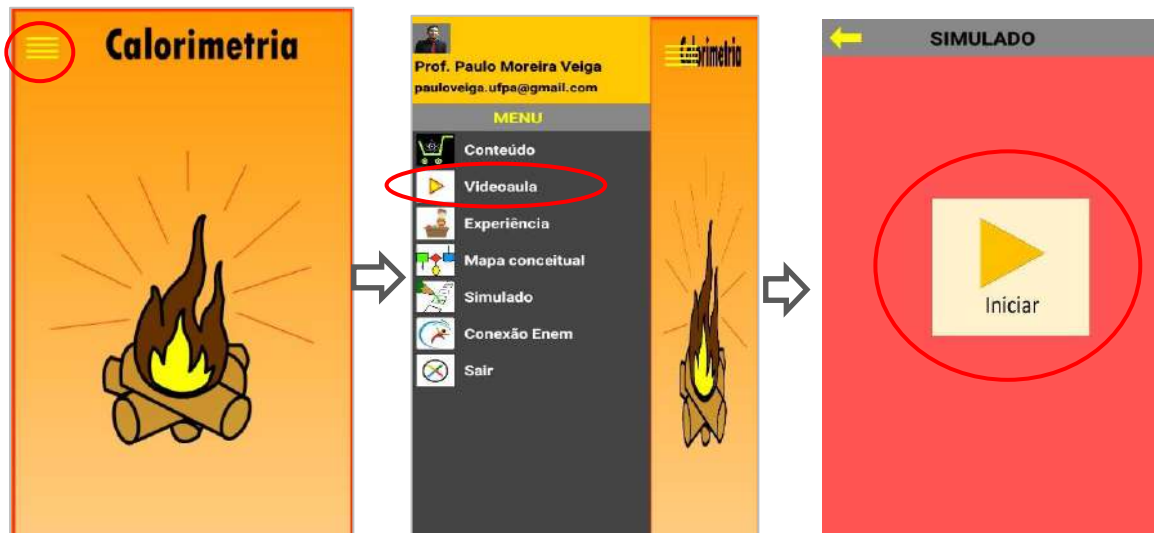 Calorimetria
Prof. Paulo Moreira Veiga
pauloveiga.ufpa@gmail.com
MENU
Conteúdo
Videoaula
Experiência
Mapa conceitual
Simulado
Conexão Enem
Sair
Calorimetria
SIMULADO
Iniciar